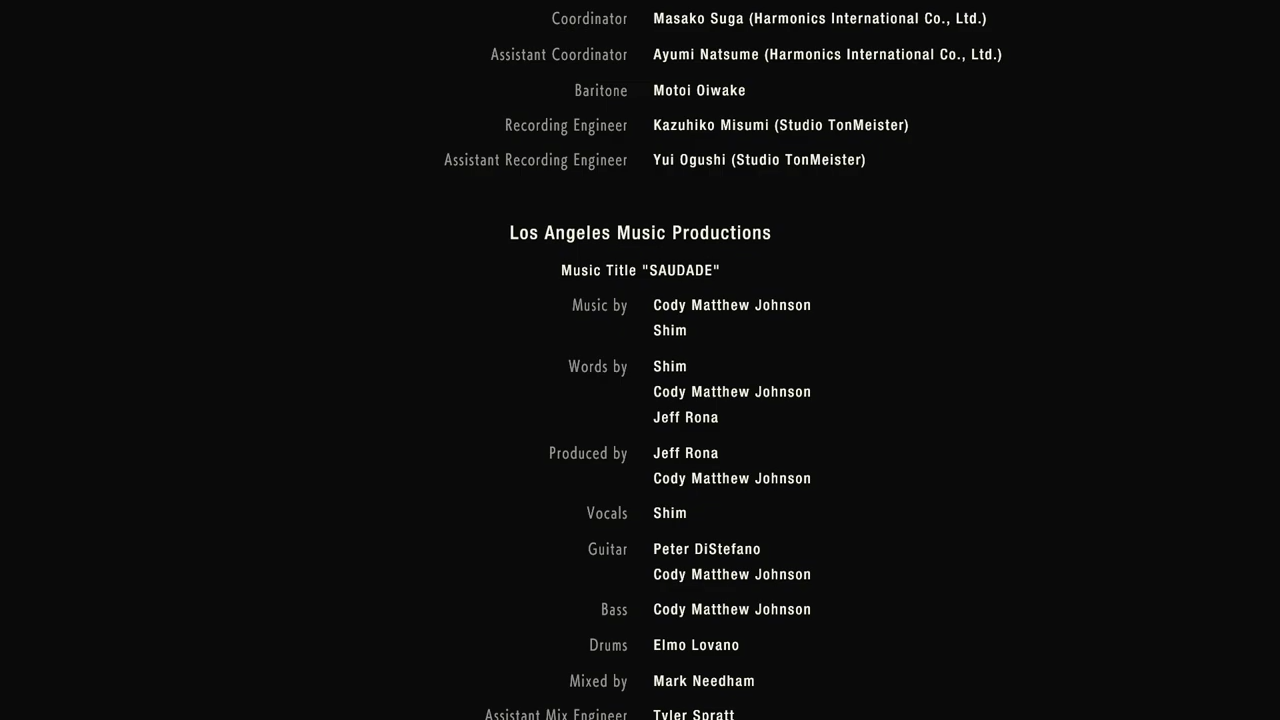 Coordinator Masako Suga (Harmonics International Co., Ltd.)
Assistant Coordinator Ayumi Natsume (Harmonics International Co., Ltd.)
Baritone Motoi Oiwake
Recording Engineer Kazuhiko Misumi (Studio TonMeister)
Assistant Recording Engineer Yui Ogushi (Studio TonMeister)
Los Angeles Music Productions
Music Title "SAUDADE"
Music by Cody Matthew Johnson
Shim
Words by Shim
Cody Matthew Johnson
Jeff Rona
Produced by Jeff Rona
Cody Matthew Johnson
Vocals Shim
Guitar Peter DiStefano
Cody Matthew Johnson
Bass Cody Matthew Johnson
Drums Elmo Lovano
Mixed by Mark Needham
Assistant Mix Engineer Tyler Spratt